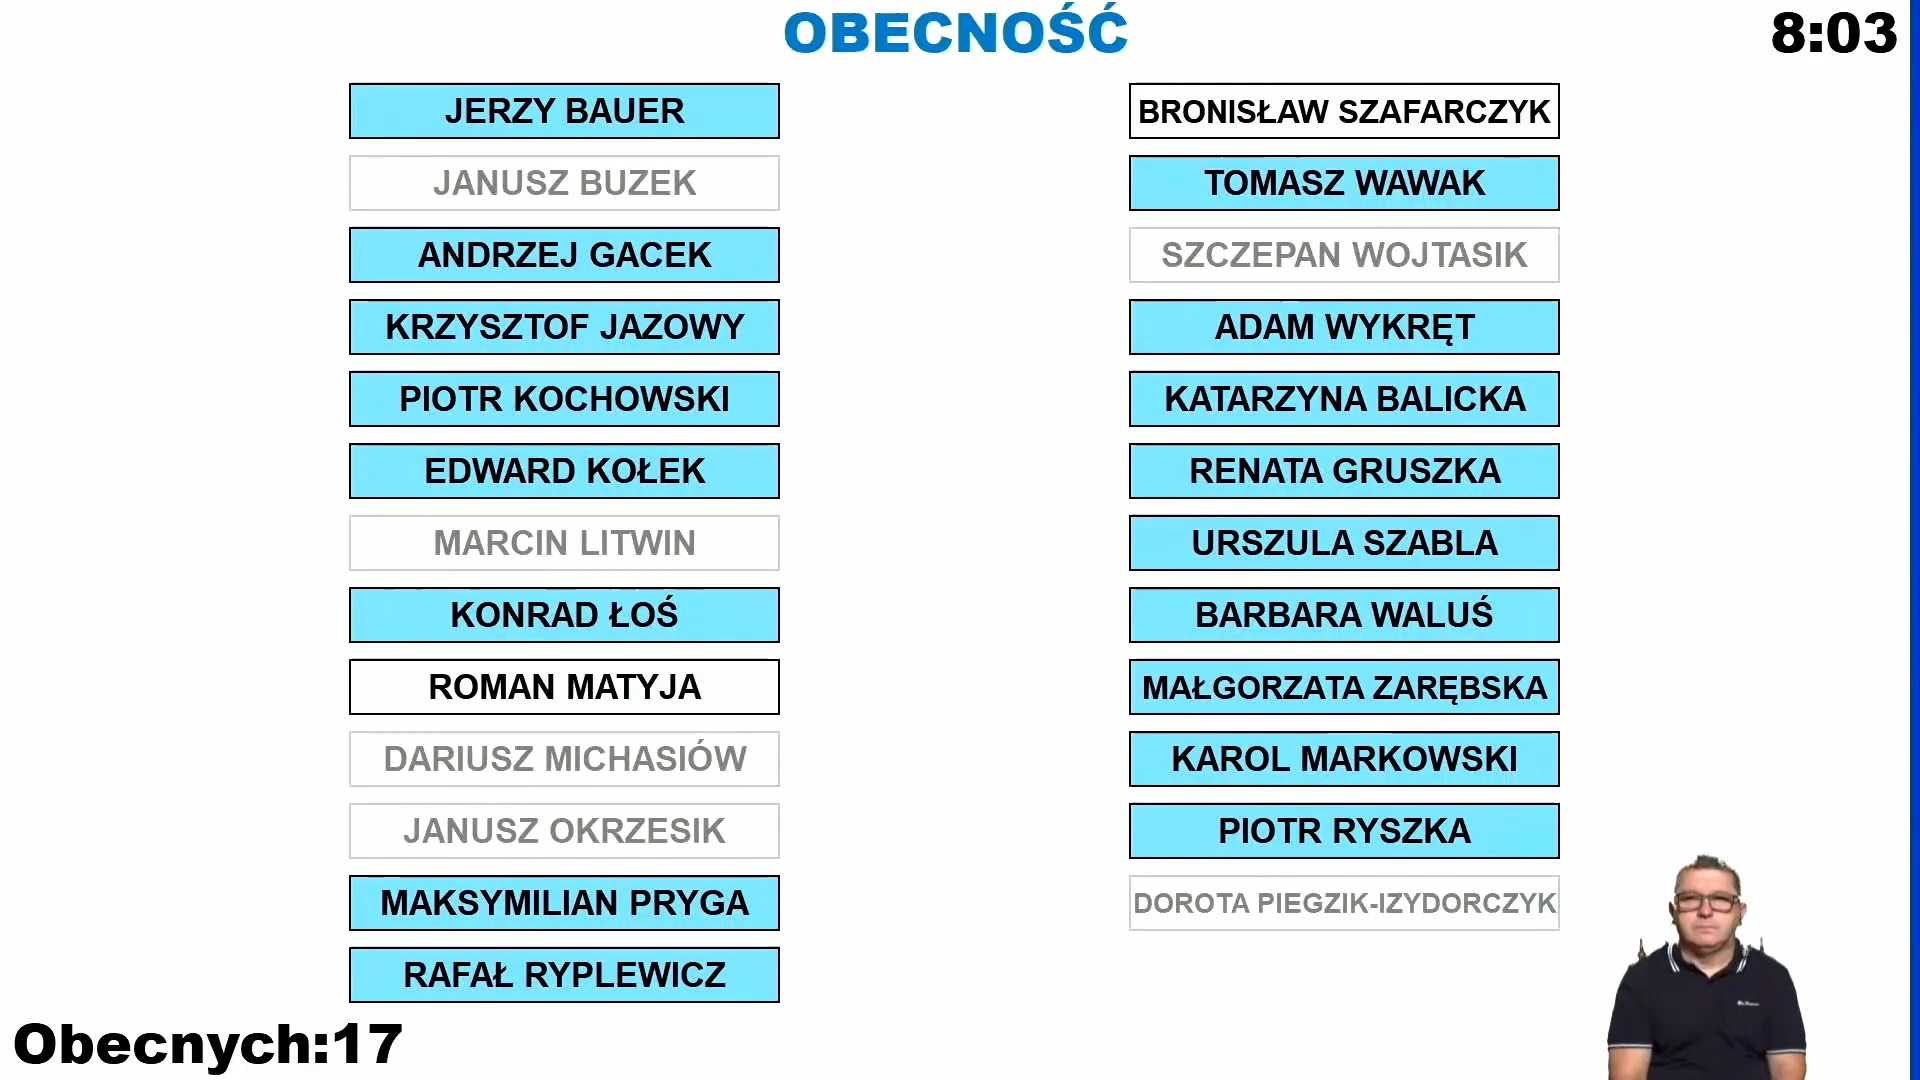 OBECNOŚĆ
8:03
JERZY BAUER
JANUSZ BUZEK
ANDRZEJ GACEK
KRZYSZTOF JAZOWY
PIOTR KOCHOWSKI
EDWARD KOŁEK
MARCIN LITWIN
KONRAD ŁOŚ
ROMAN MATYJA
DARIUSZ MICHASIÓW
JANUSZ OKRZESIK
MAKSYMILIAN PRYGA
RAFAŁ RYPLEWICZ
BRONISŁAW SZAFARCZYK
TOMASZ WAWAK
SZCZEPAN WOJTASIK
ADAM WYKRĘT
KATARZYNA BALICKA
RENATA GRUSZKA
URSZULA SZABLA
BARBARA WALUŚ
MAŁGORZATA ZARĘBSKA
KAROL MARKOWSKI
PIOTR RYSZKA
DOROTA PIEGZIK-IZYDORCZYK
Obecnych:17